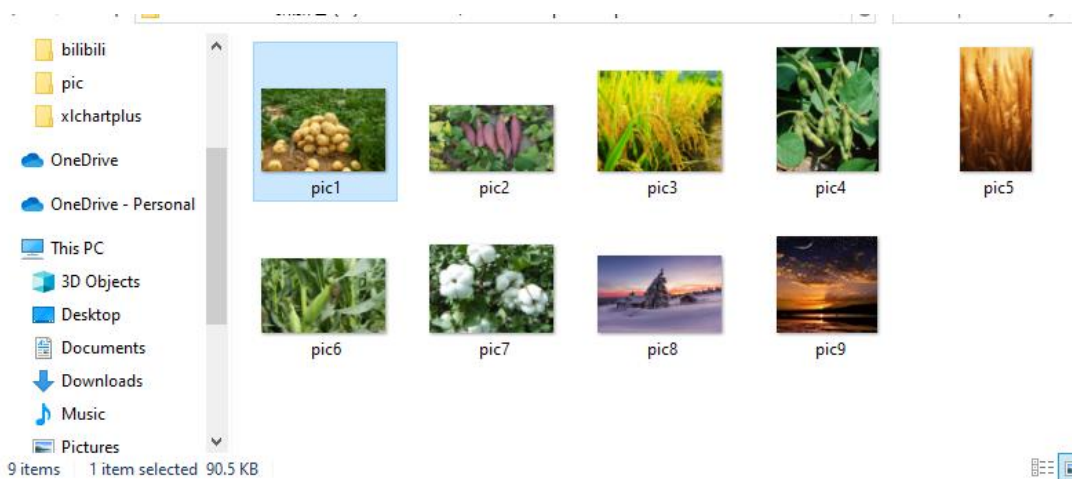 bilibili
pic
xlchartplus
OneDrive
OneDrive - Personal
This PC
3D Objects
Desktop
Documents
Downloads
Music
Pictures
pic1
pic2
pic3
pic4
pic5
pic6
pic7
pic8
pic9
9 items 1 item selected 90.5 KB